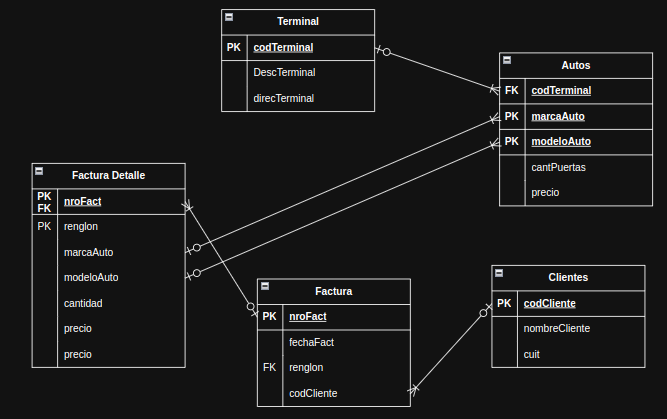 Terminal
PK codTerminal
DescTerminal
direcTerminal
Autos
FK codTerminal
PK marcaAuto
PK modeloAuto
cantPuertas
precio
Factura Detalle
PK
FK nroFact
PK renglon
marcaAuto
modeloAuto
cantidad
precio
precio
Factura
PK nroFact
fechaFact
FK renglon
codCliente
Clientes
PK codCliente
nombreCliente
cuit